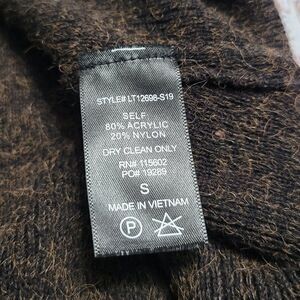 STYLE# LT12698-S19
SELF:
80% ACRYLIC
20% NYLON
DRY CLEAN ONLY
RN# 115602
PO# 19289
S
MADE IN VIETNAM
P